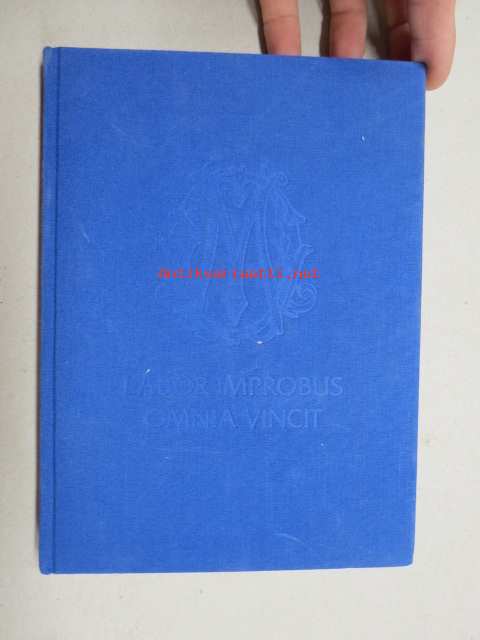 Antikvariaatti.net
LABOR IMPROBUS
OMNIA VINCIT